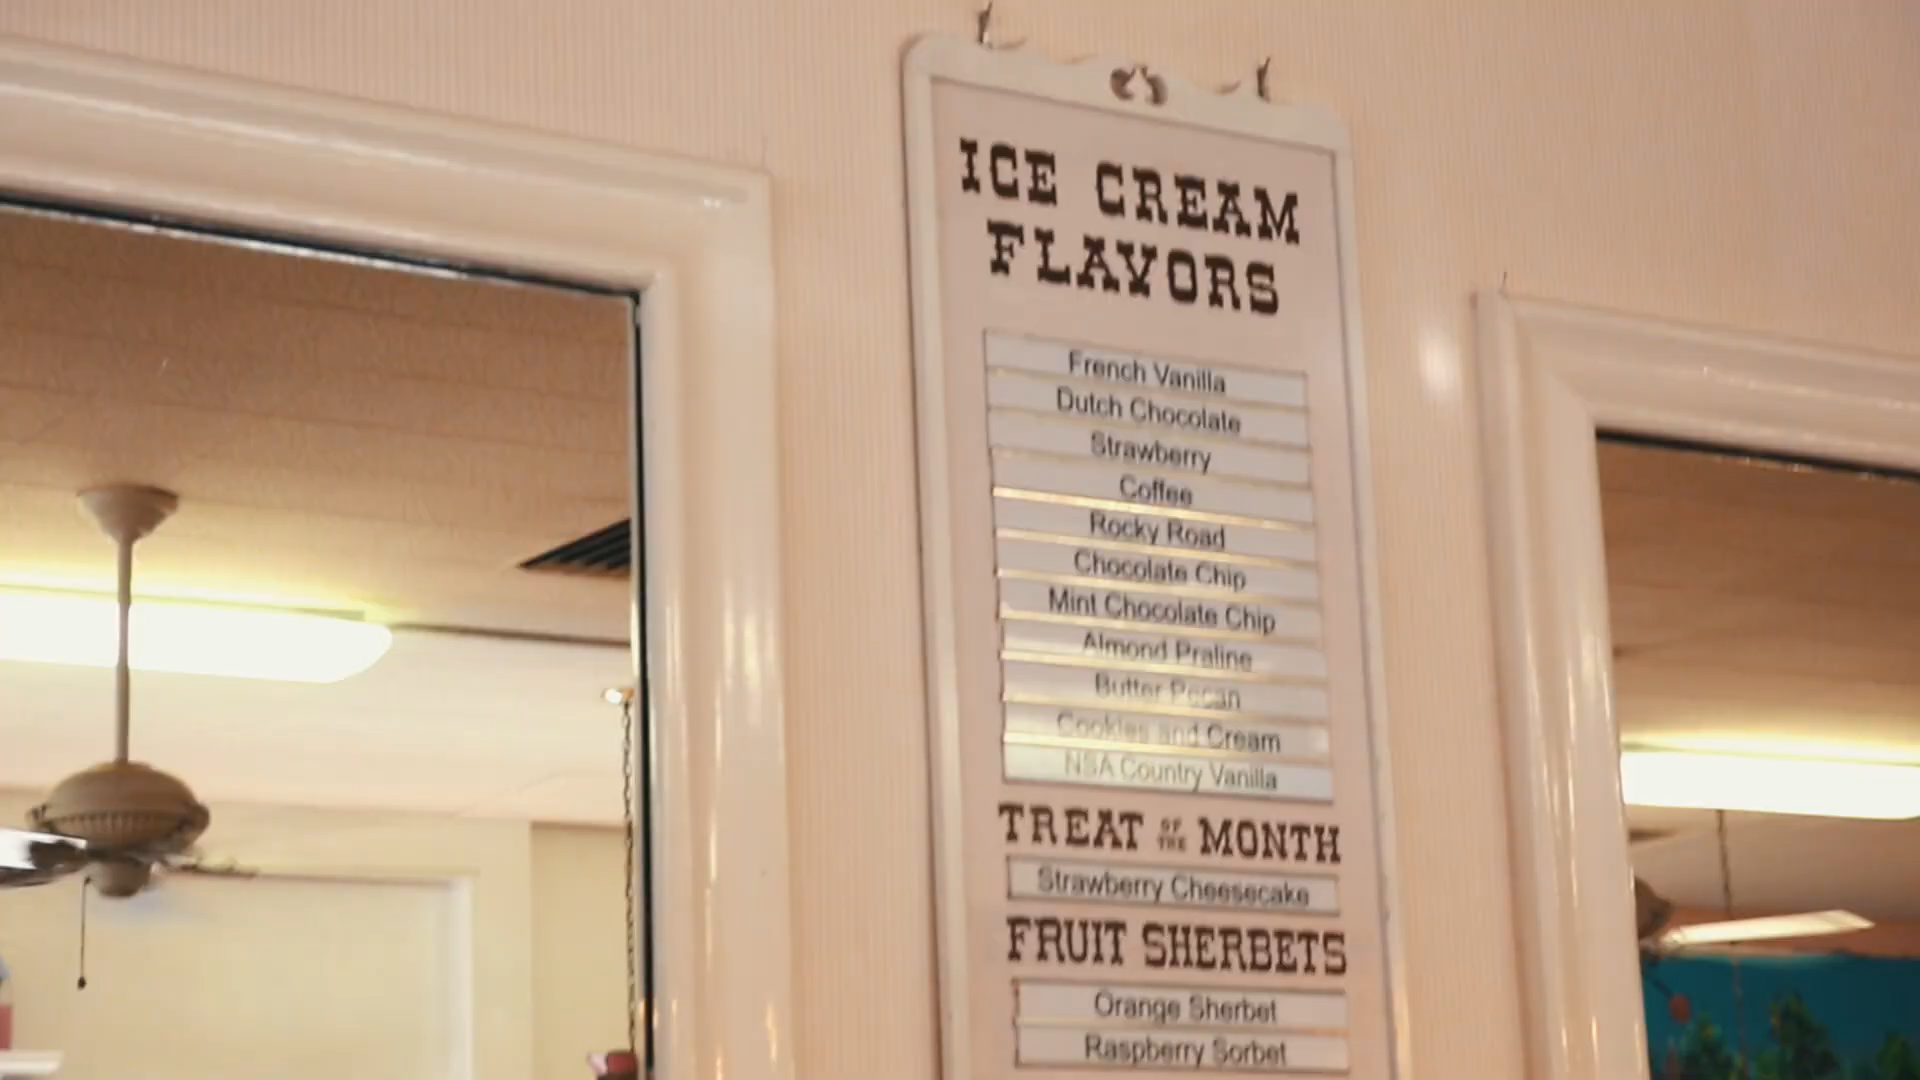 ICE CREAM
FLAVORS
French Vanilla
Dutch Chocolate
Strawberry
Coffee
Rocky Road
Chocolate Chip
Mint Chocolate Chip
Almond Praline
Butter Pecan
Cookies and Cream
NSA Country Vanilla
TREAT OF THE MONTH
Strawberry Cheesecake
FRUIT SHERBETS
Orange Sherbet
Raspberry Sorbet